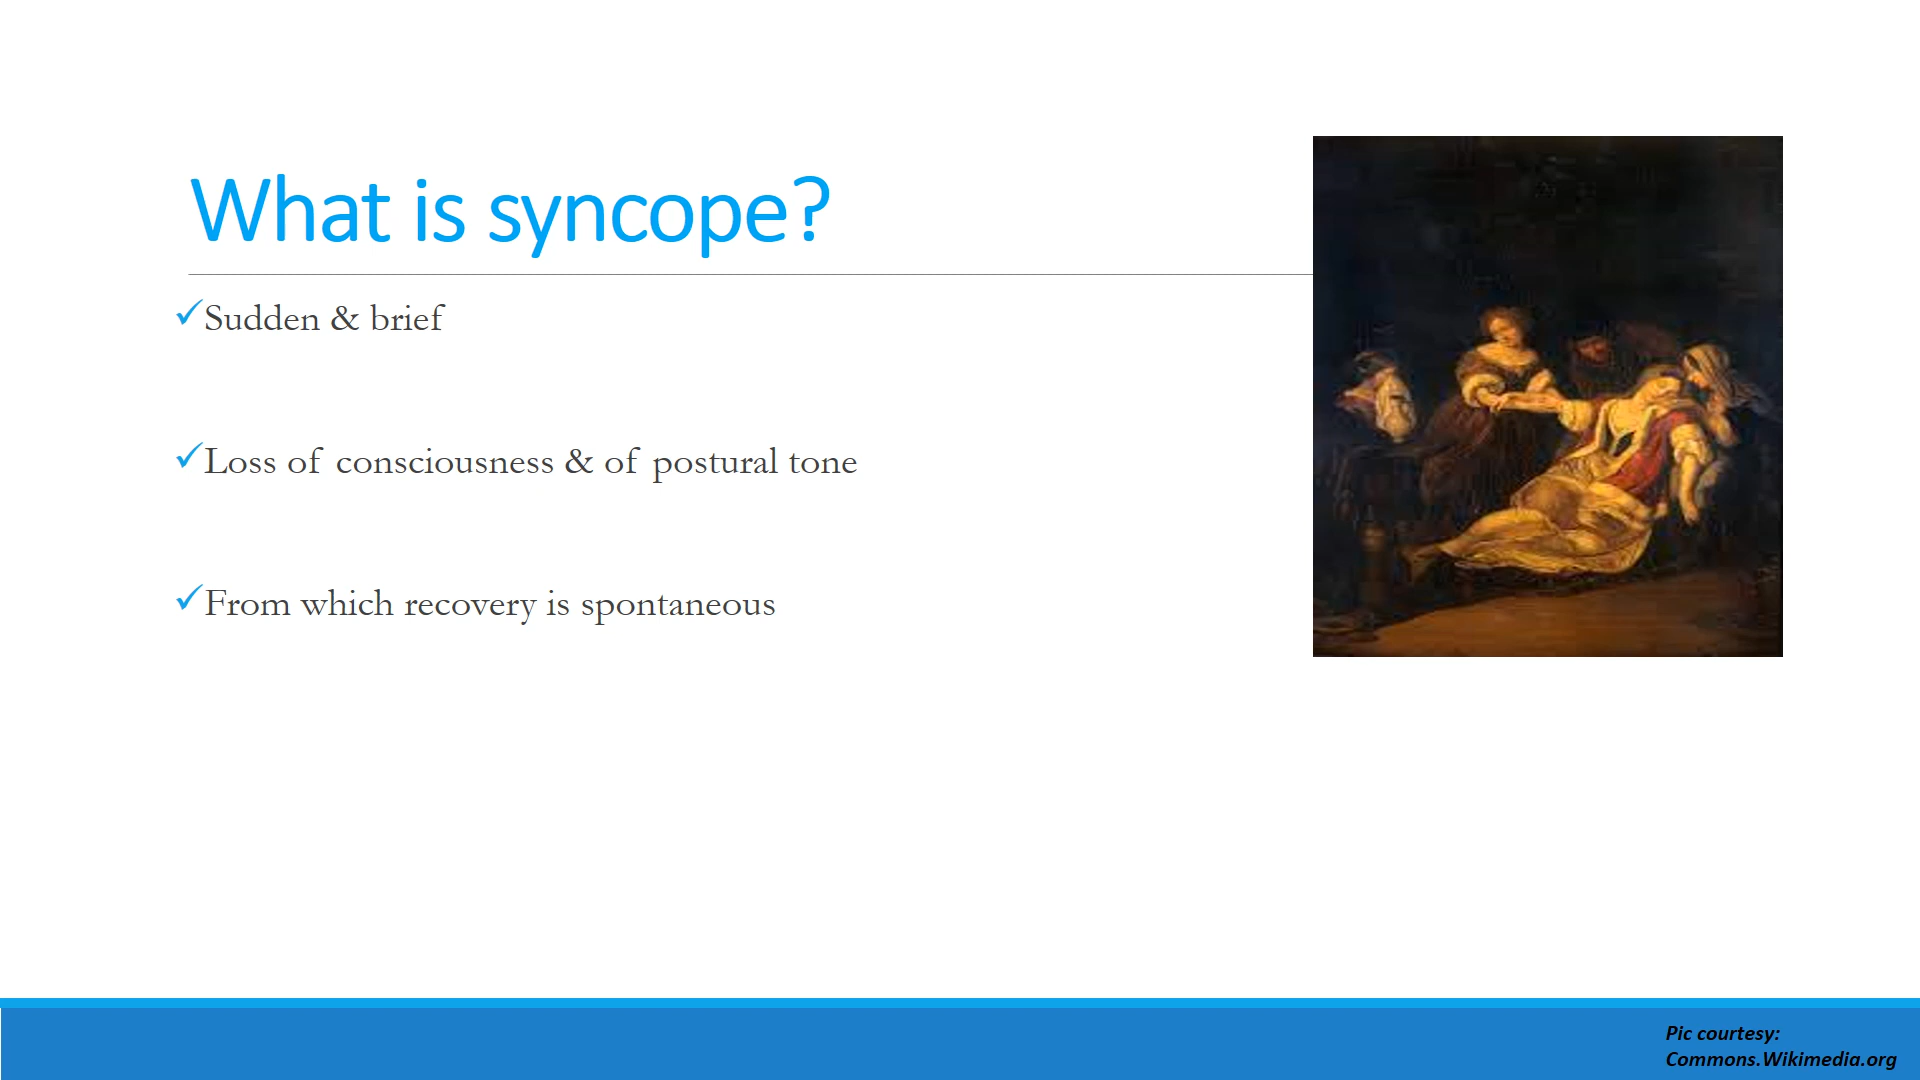 What is syncope?
Sudden & brief
Loss of consciousness & of postural tone
From which recovery is spontaneous
Pic courtesy:
Commons.Wikimedia.org